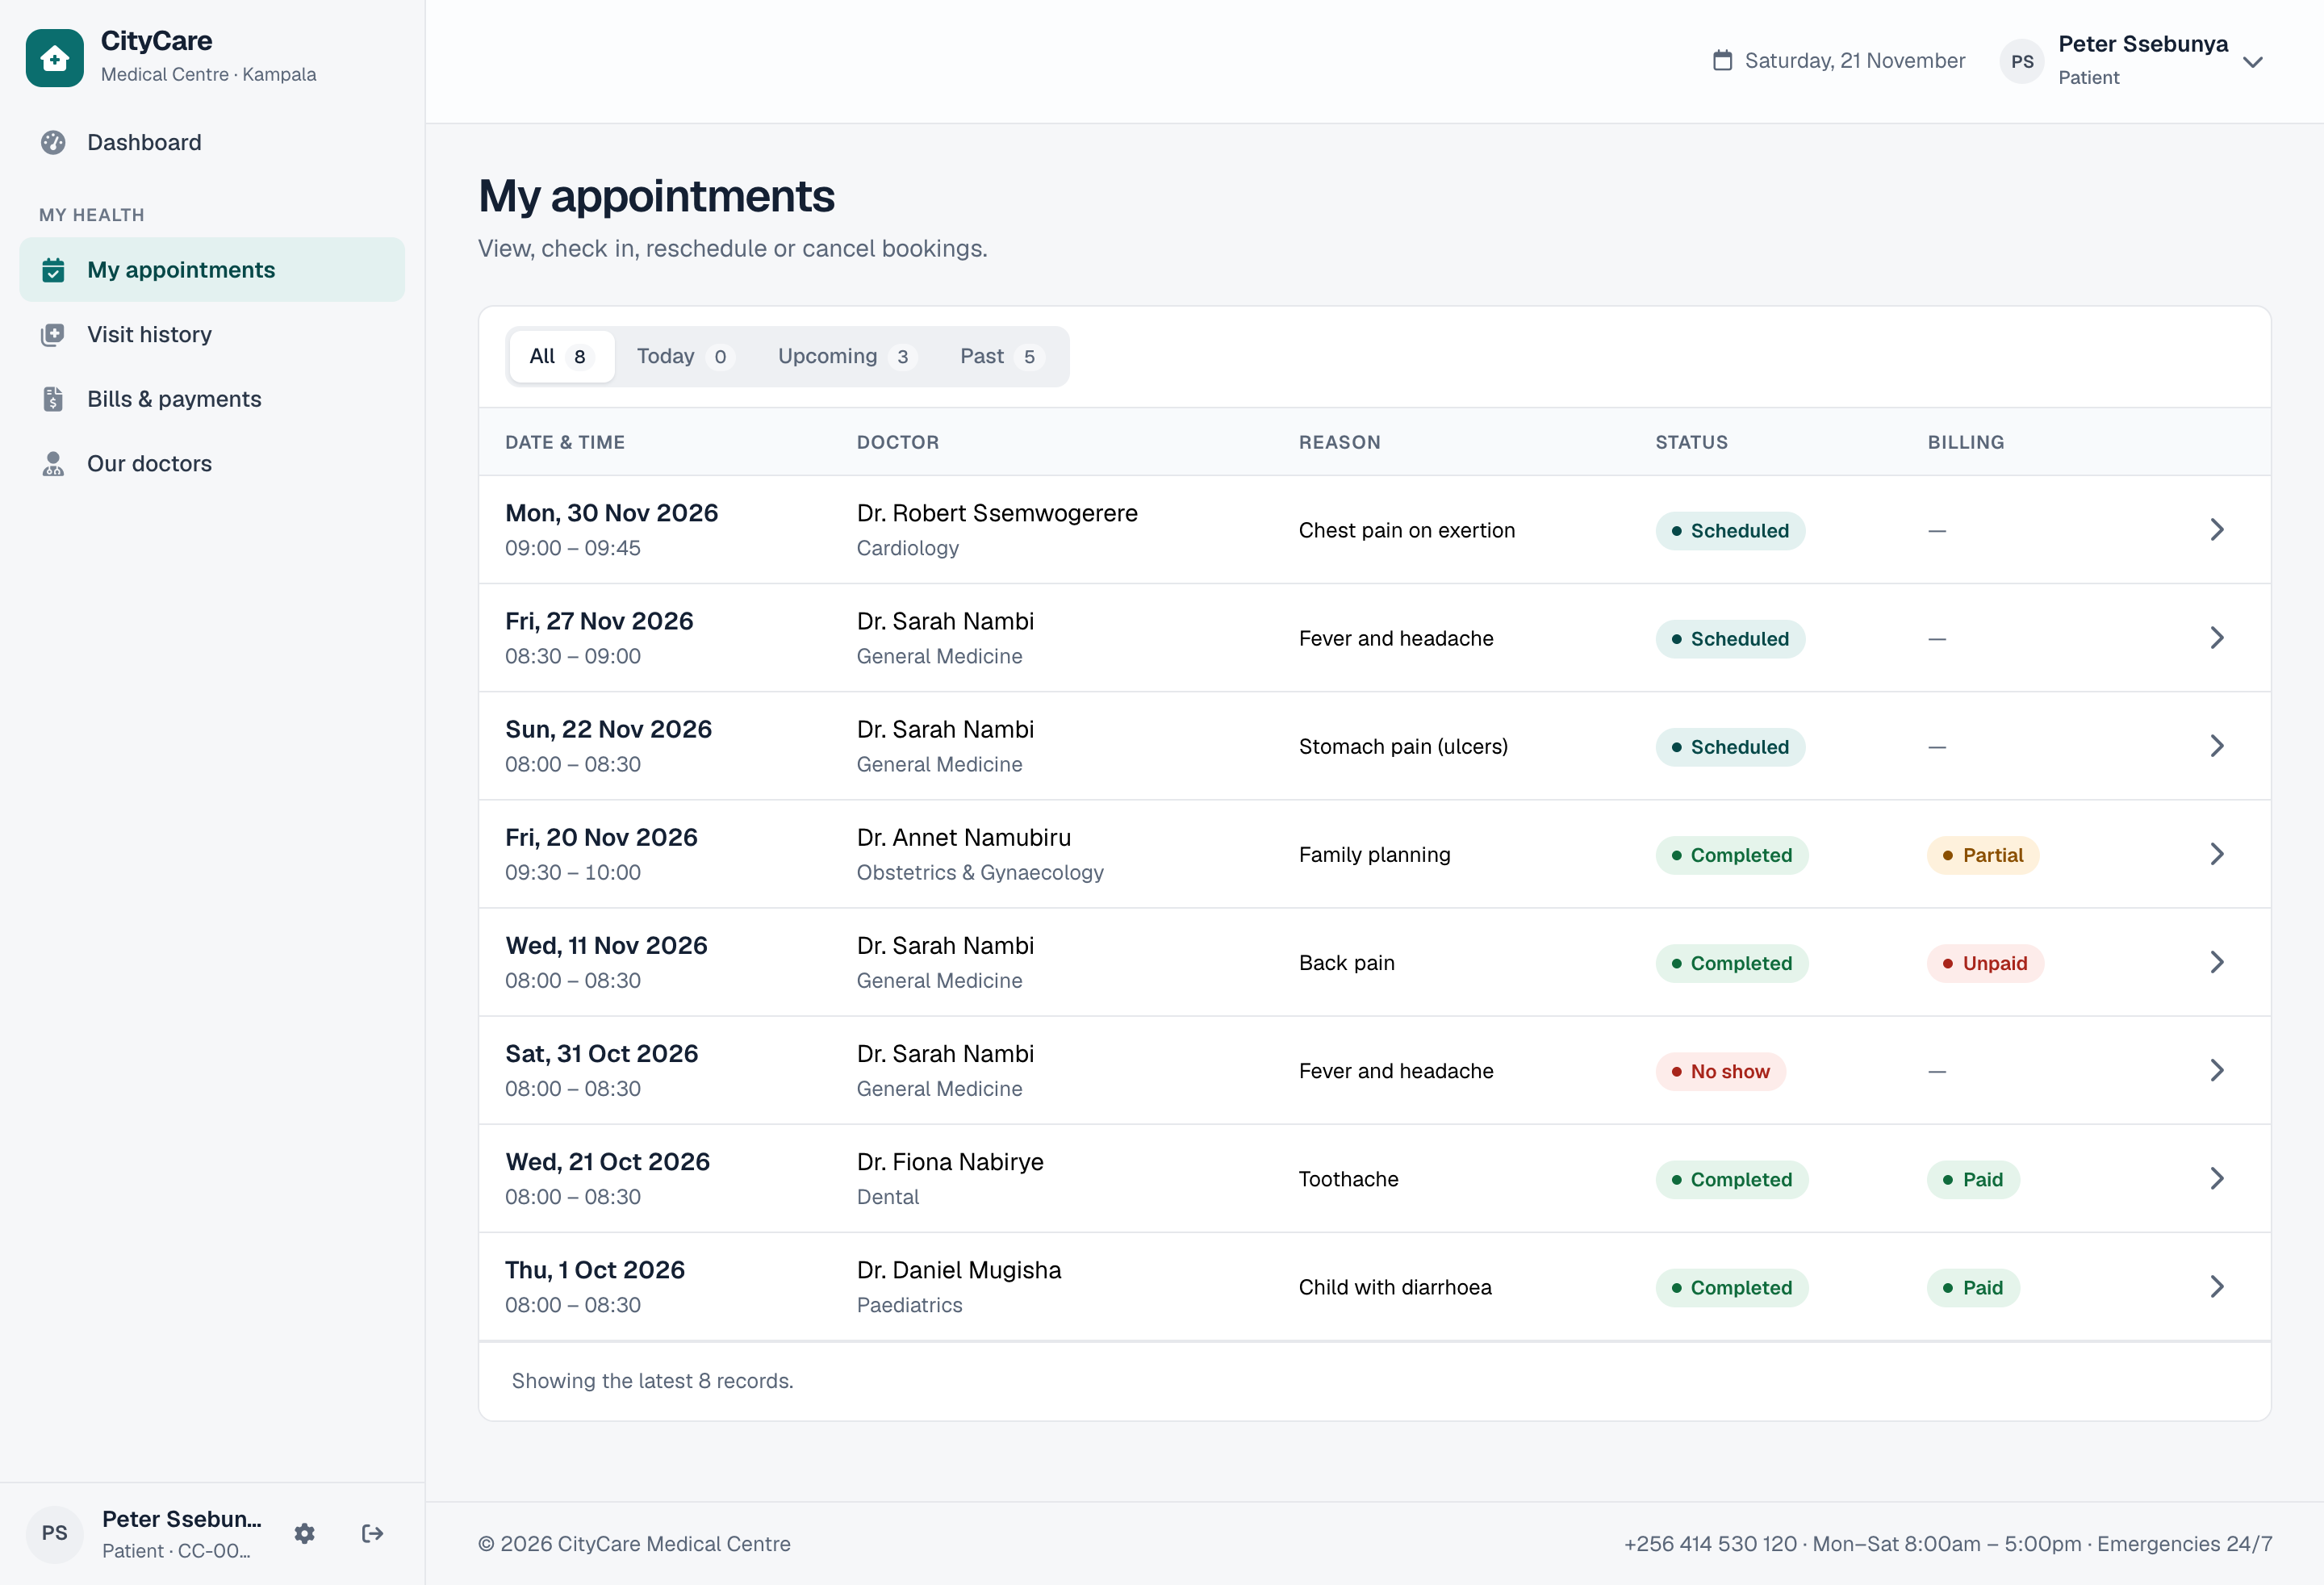 CityCare
Medical Centre · Kampala
Dashboard
MY HEALTH
My appointments
Visit history
Bills & payments
Our doctors
Peter Ssebun...
Patient · CC-00...
PS
Saturday, 21 November
PS
Peter Ssebunya
Patient
My appointments
View, check in, reschedule or cancel bookings.
All 8 Today 0 Upcoming 3 Past 5
DATE & TIME DOCTOR REASON STATUS BILLING
Mon, 30 Nov 2026 Dr. Robert Ssemwogerere
Chest pain on exertion Scheduled —
09:00 – 09:45 Cardiology
Fri, 27 Nov 2026 Dr. Sarah Nambi
Fever and headache Scheduled —
08:30 – 09:00 General Medicine
Sun, 22 Nov 2026 Dr. Sarah Nambi
Stomach pain (ulcers) Scheduled —
08:00 – 08:30 General Medicine
Fri, 20 Nov 2026 Dr. Annet Namubiru
Family planning Completed Partial
09:30 – 10:00 Obstetrics & Gynaecology
Wed, 11 Nov 2026 Dr. Sarah Nambi
Back pain Completed Unpaid
08:00 – 08:30 General Medicine
Sat, 31 Oct 2026 Dr. Sarah Nambi
Fever and headache No show —
08:00 – 08:30 General Medicine
Wed, 21 Oct 2026 Dr. Fiona Nabirye
Toothache Completed Paid
08:00 – 08:30 Dental
Thu, 1 Oct 2026 Dr. Daniel Mugisha
Child with diarrhoea Completed Paid
08:00 – 08:30 Paediatrics
Showing the latest 8 records.
© 2026 CityCare Medical Centre
+256 414 530 120 · Mon–Sat 8:00am – 5:00pm · Emergencies 24/7